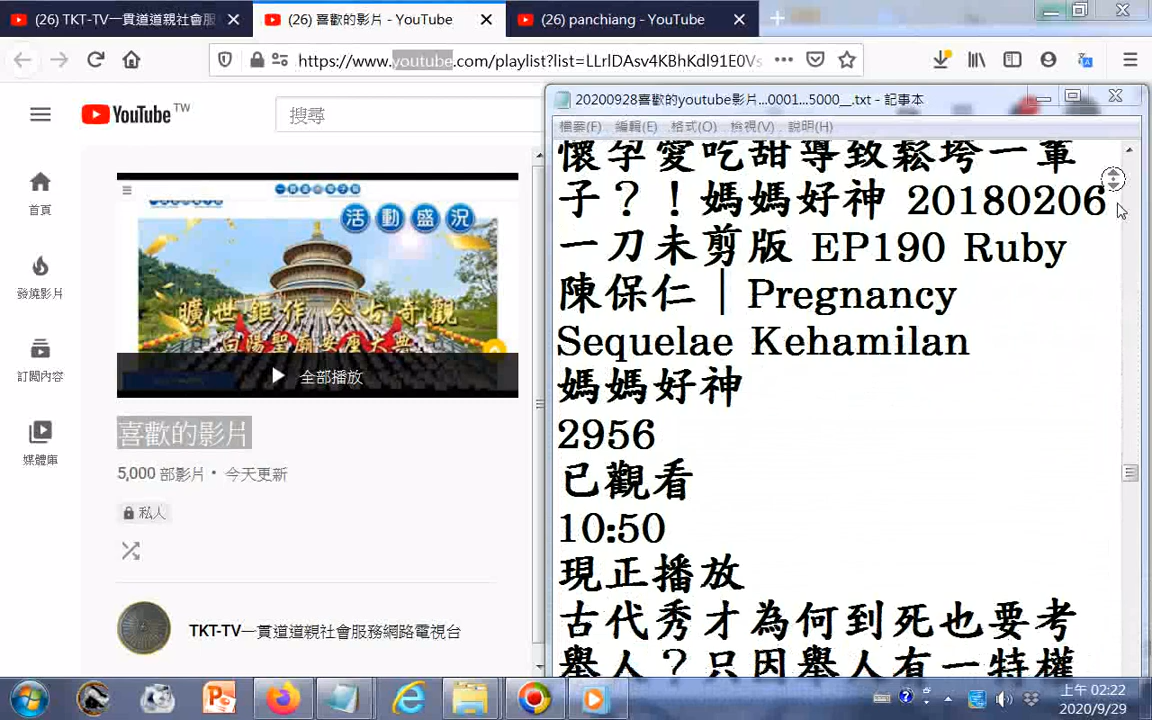 (26) TKT-TV一貫道道親社會服
(26) 喜歡的影片 - YouTube
(26) panchiang - YouTube
https://www.youtube.com/playlist?list=LLrlDAsv4KBhKdl91E0Vs
YouTube TW
搜尋
首頁
發燒影片
訂閱內容
媒體庫
活動盛況
曠世鉅作 今古奇觀
白陽聖廟安座大典
全部播放
喜歡的影片
5,000 部影片 • 今天更新
私人
TKT-TV一貫道道親社會服務網路電視台
20200928喜歡的youtube影片...0001...5000__.txt - 記事本
檔案(F) 編輯(E) 格式(O) 檢視(V) 說明(H)
懷孕愛吃甜導致鬆垮一輩
子？！媽媽好神 20180206
一刀未剪版 EP190 Ruby
陳保仁｜Pregnancy
Sequelae Kehamilan
媽媽好神
2956
已觀看
10:50
現正播放
古代秀才為何到死也要考
舉人？只因舉人有一特權
上午 02:22
2020/9/29